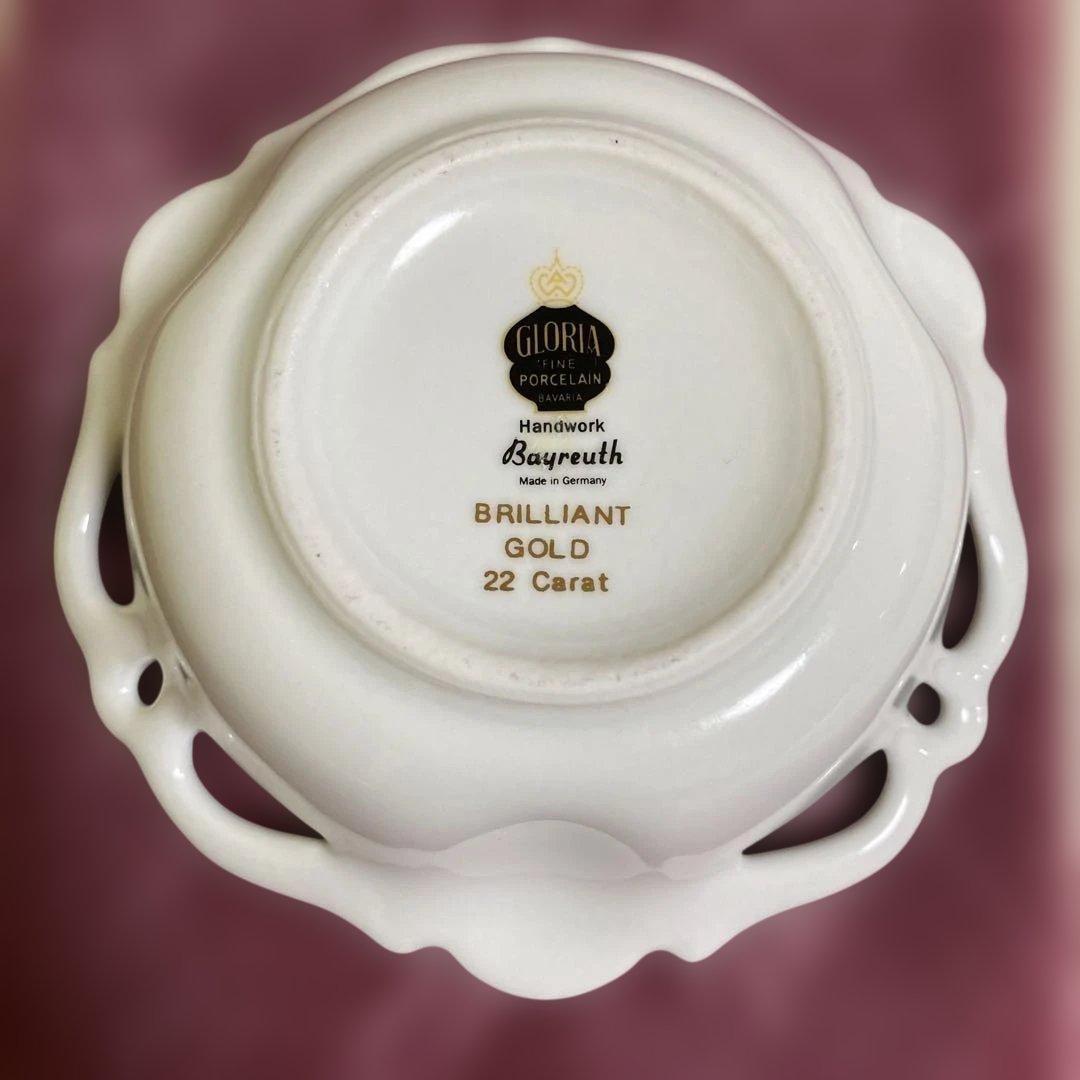 GLORIA
FINE
PORCELAIN
BAVARIA
Handwork
Bayreuth
Made in Germany
BRILLIANT
GOLD
22 Carat